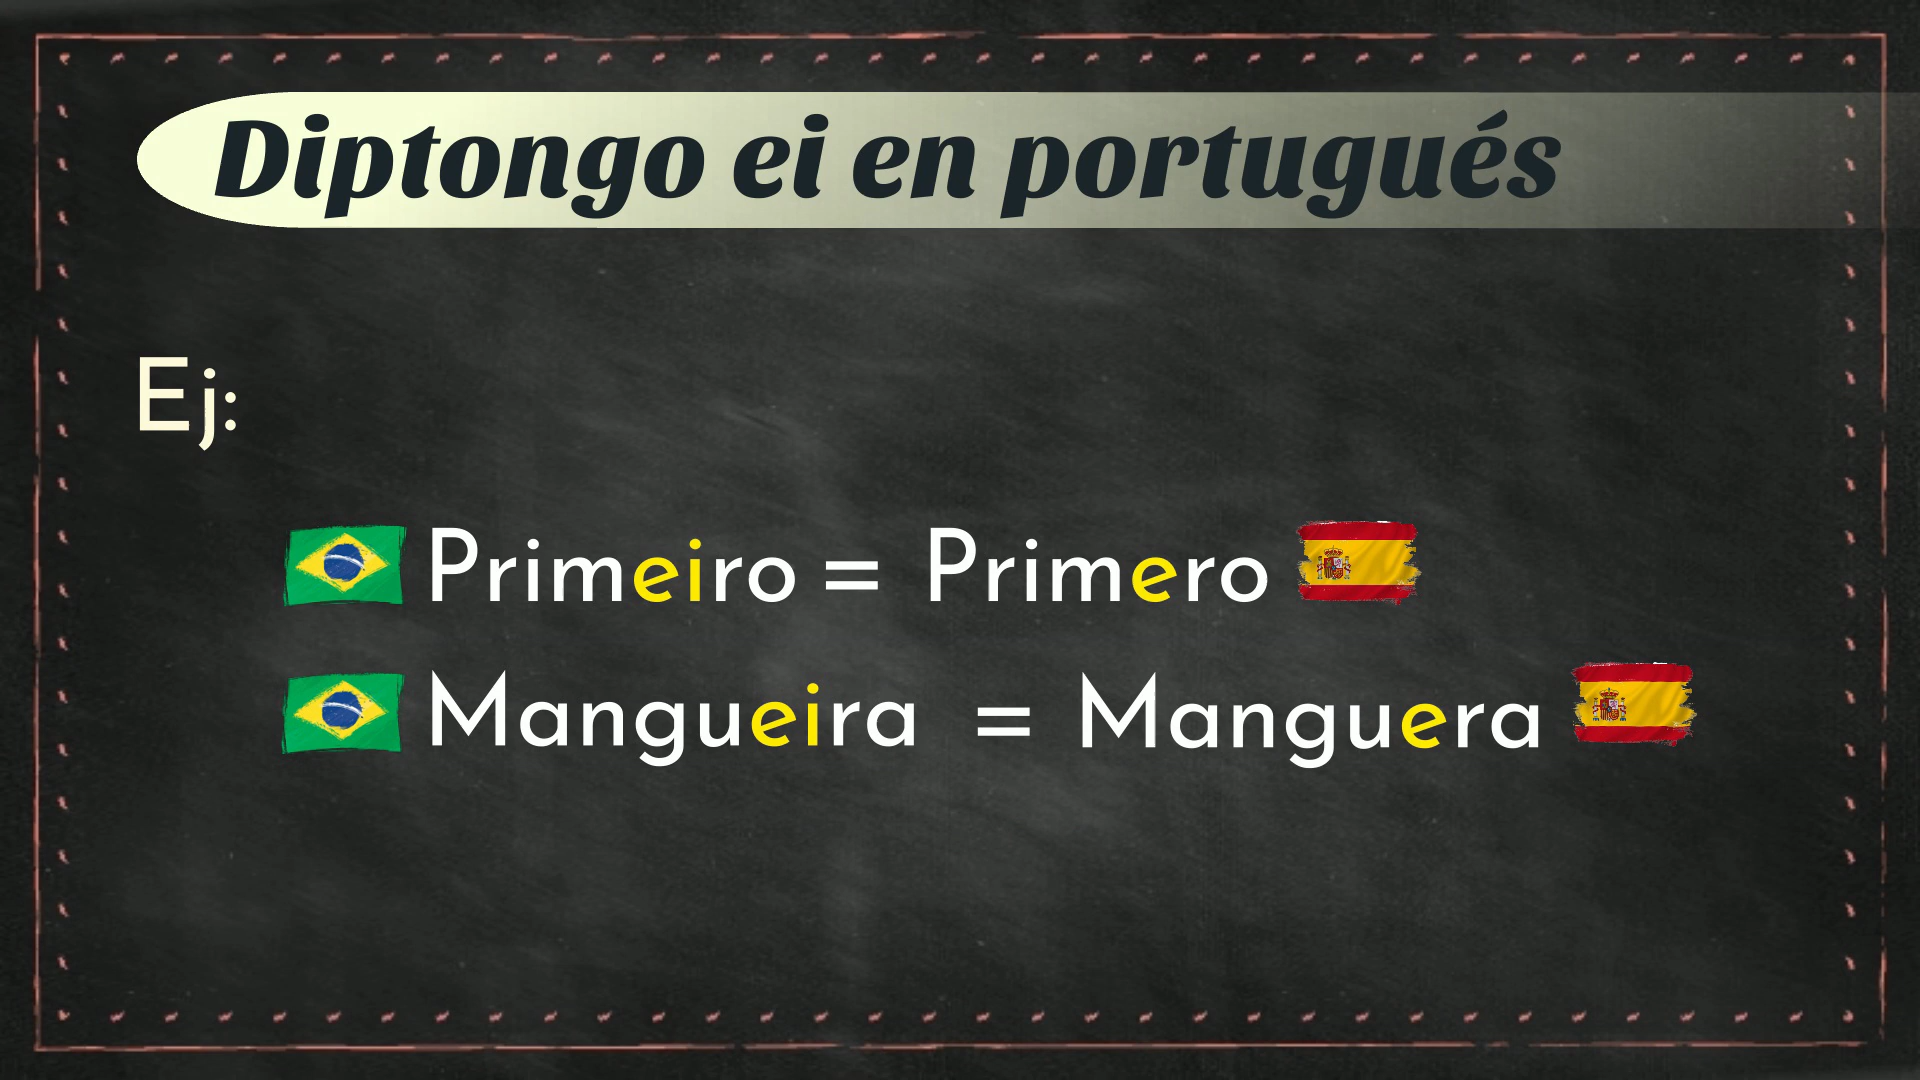 Diptongo ei en portugués
Ej:
Primeiro = Primero
Mangueira = Manguera